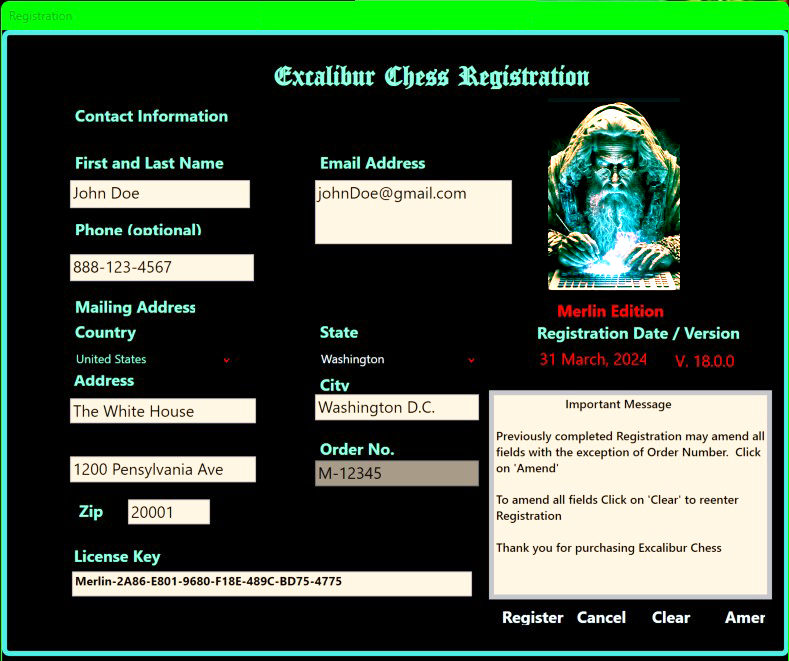 Registration
Excalibur Chess Registration
Contact Information
First and Last Name
Email Address
John Doe
johnDoe@gmail.com
Phone (optional)
888-123-4567
Mailing Address
Merlin Edition
Country
State
Registration Date / Version
United States
Washington
31 March, 2024
V. 18.0.0
Address
City
The White House
Washington D.C.
Important Message
Previously completed Registration may amend all
fields with the exception of Order Number. Click
on 'Amend'
To amend all fields Click on 'Clear' to reenter
Registration
Thank you for purchasing Excalibur Chess
Order No.
1200 Pensylvania Ave
M-12345
Zip
20001
License Key
Merlin-2A86-E801-9680-F18E-489C-BD75-4775
Register
Cancel
Clear
Amer